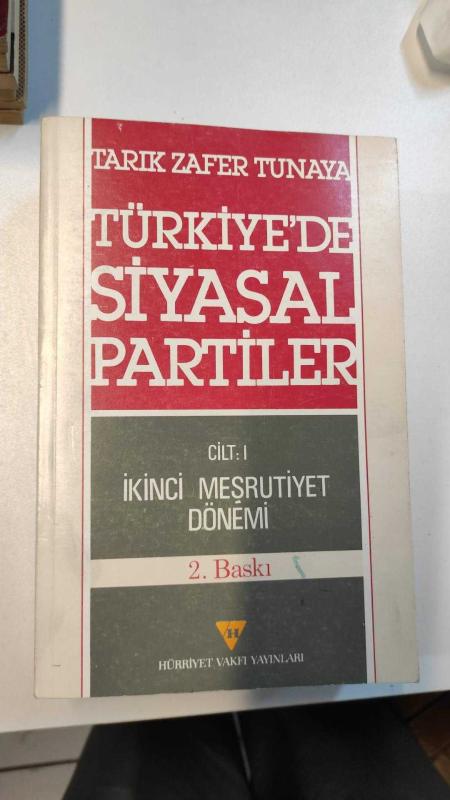 TARIK ZAFER TUNAYA
TÜRKİYE'DE
SİYASAL
PARTİLER
CİLT: I
İKİNCİ MEŞRUTİYET
DÖNEMİ
2. Baskı
H
HÜRRİYET VAKFI YAYINLARI